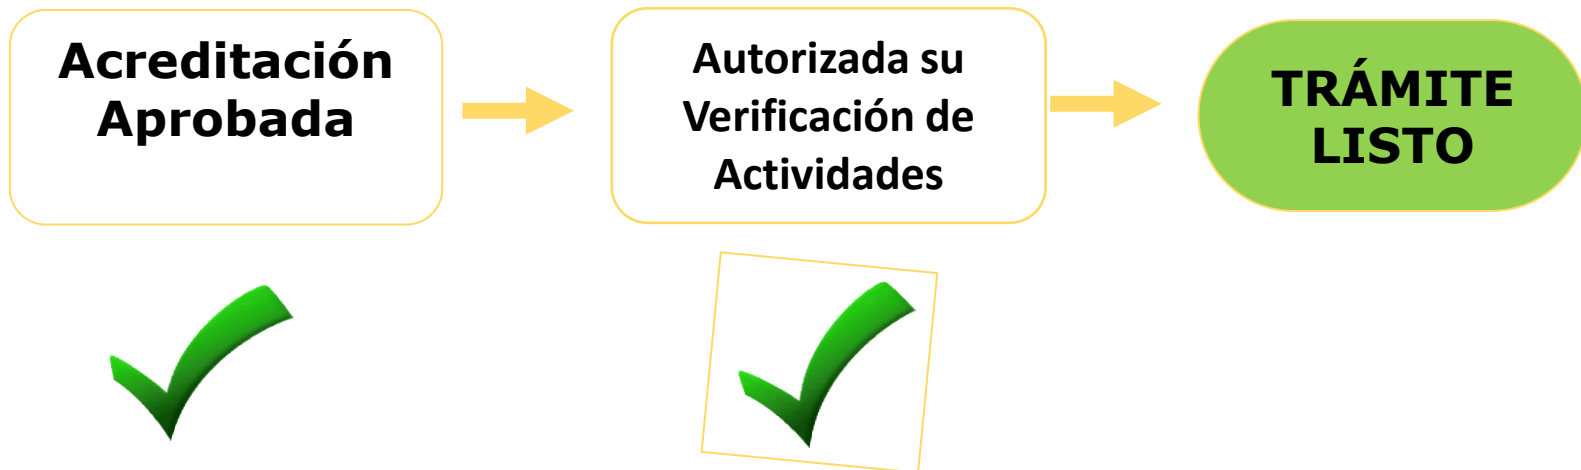 Acreditación
Aprobada
Autorizada su
Verificación de
Actividades
TRÁMITE
LISTO